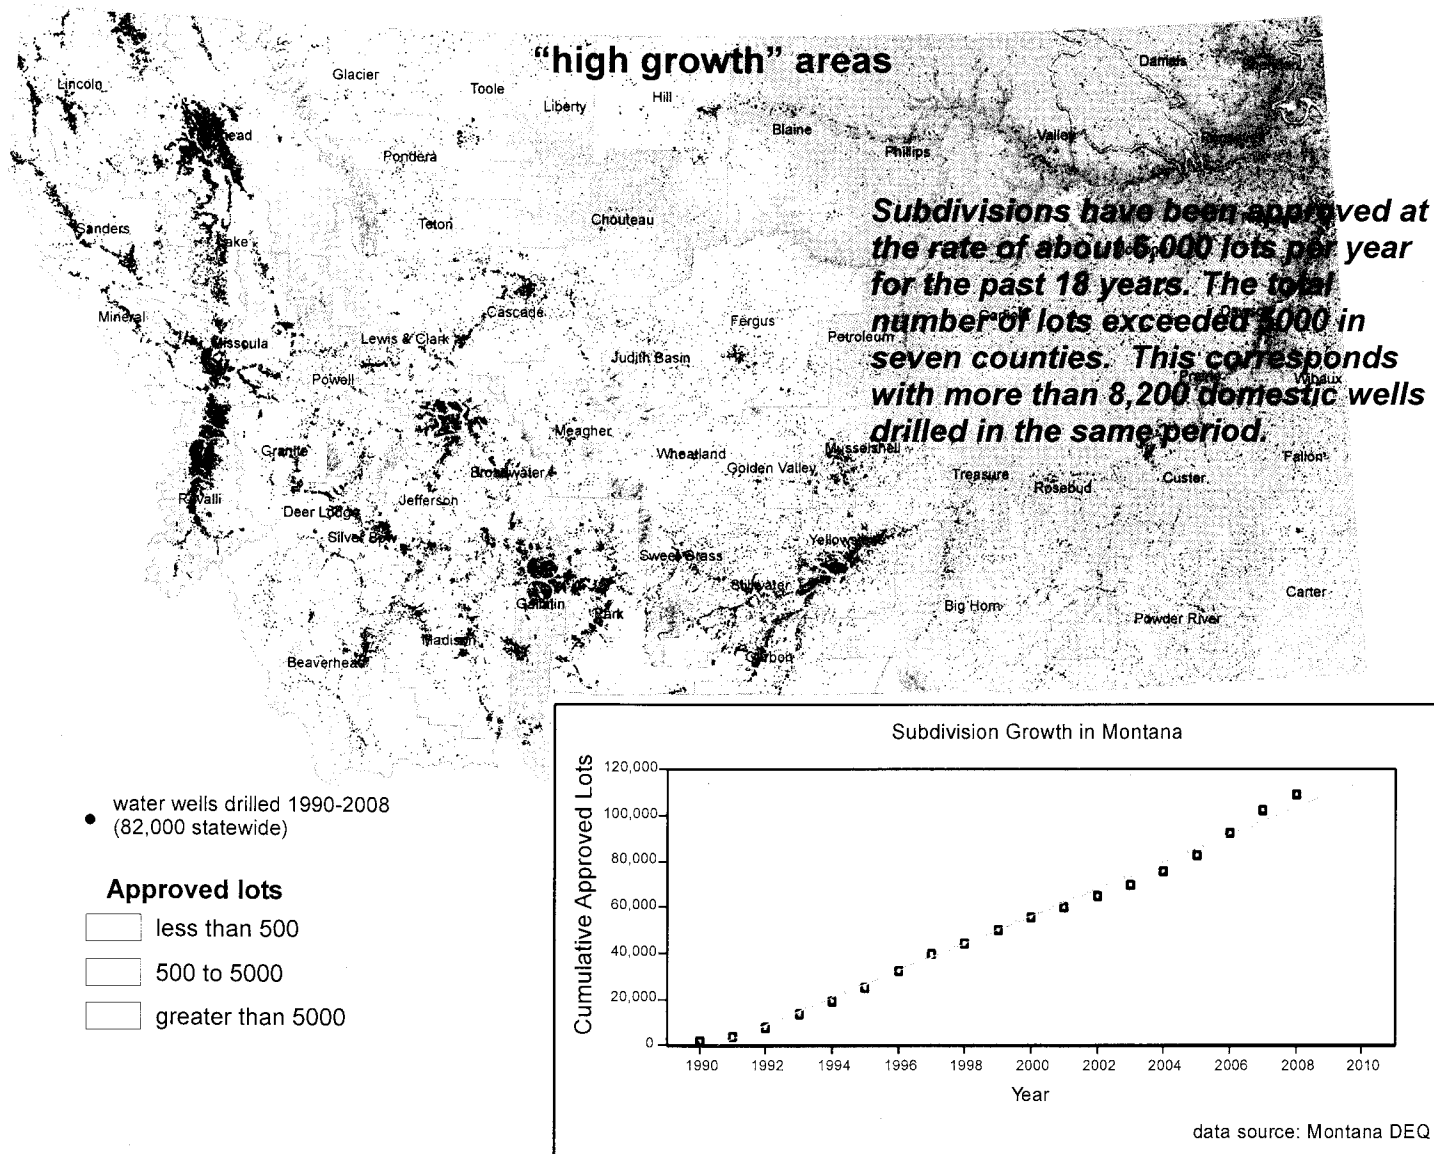 "high growth" areas
Lincoln
Glacier
Toole
Liberty
Hill
Blaine
Phillips
Valley
Daniels
Sheridan
Roosevelt
Pondera
Teton
Chouteau
Sanders
Lake
Mineral
Missoula
Lewis & Clark
Cascade
Powell
Judith Basin
Fergus
Petroleum
Garfield
Prairie
Wibaux
Subdivisions have been approved at
the rate of about 6,000 lots per year
for the past 18 years. The total
number of lots exceeded 5000 in
seven counties. This corresponds
with more than 8,200 domestic wells
drilled in the same period.
Granite
Ravalli
Deer Lodge
Silver Bow
Jefferson
Broadwater
Meagher
Wheatland
Golden Valley
Musselshell
Treasure
Rosebud
Custer
Fallon
Beaverhead
Madison
Gallatin
Park
Sweet Grass
Stillwater
Yellowstone
Carbon
Big Horn
Powder River
Carter
water wells drilled 1990-2008
(82,000 statewide)
Approved lots
less than 500
500 to 5000
greater than 5000
Subdivision Growth in Montana
Cumulative Approved Lots
120,000
100,000
80,000
60,000
40,000
20,000
0
1990 1992 1994 1996 1998 2000 2002 2004 2006 2008 2010
Year
data source: Montana DEQ